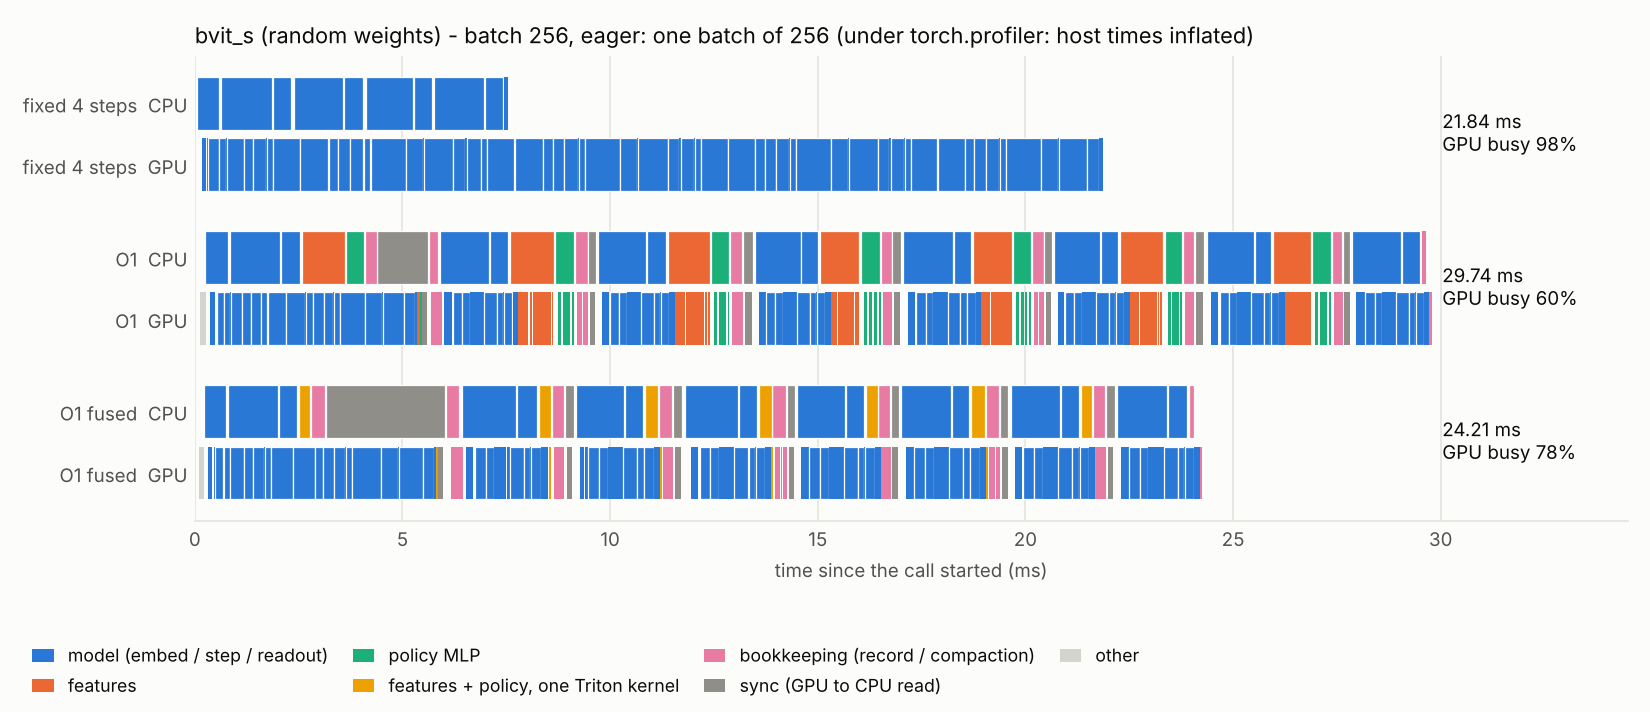 bvit_s (random weights) - batch 256, eager: one batch of 256 (under torch.profiler: host times inflated)
fixed 4 steps CPU
fixed 4 steps GPU
21.84 ms
GPU busy 98%
O1 CPU
O1 GPU
29.74 ms
GPU busy 60%
O1 fused CPU
O1 fused GPU
24.21 ms
GPU busy 78%
0 5 10 15 20 25 30
time since the call started (ms)
model (embed / step / readout)
policy MLP
bookkeeping (record / compaction)
other
features
features + policy, one Triton kernel
sync (GPU to CPU read)